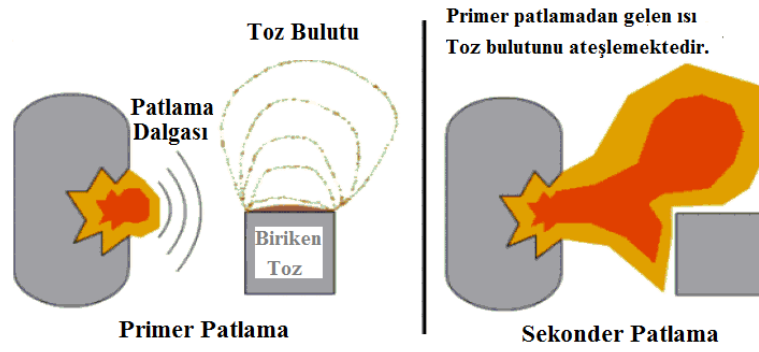 Toz Bulutu
Patlama
Dalgası
Biriken
Toz
Primer Patlama
Primer patlamadan gelen ısı
Toz bulutunu ateşlemektedir.
Sekonder Patlama